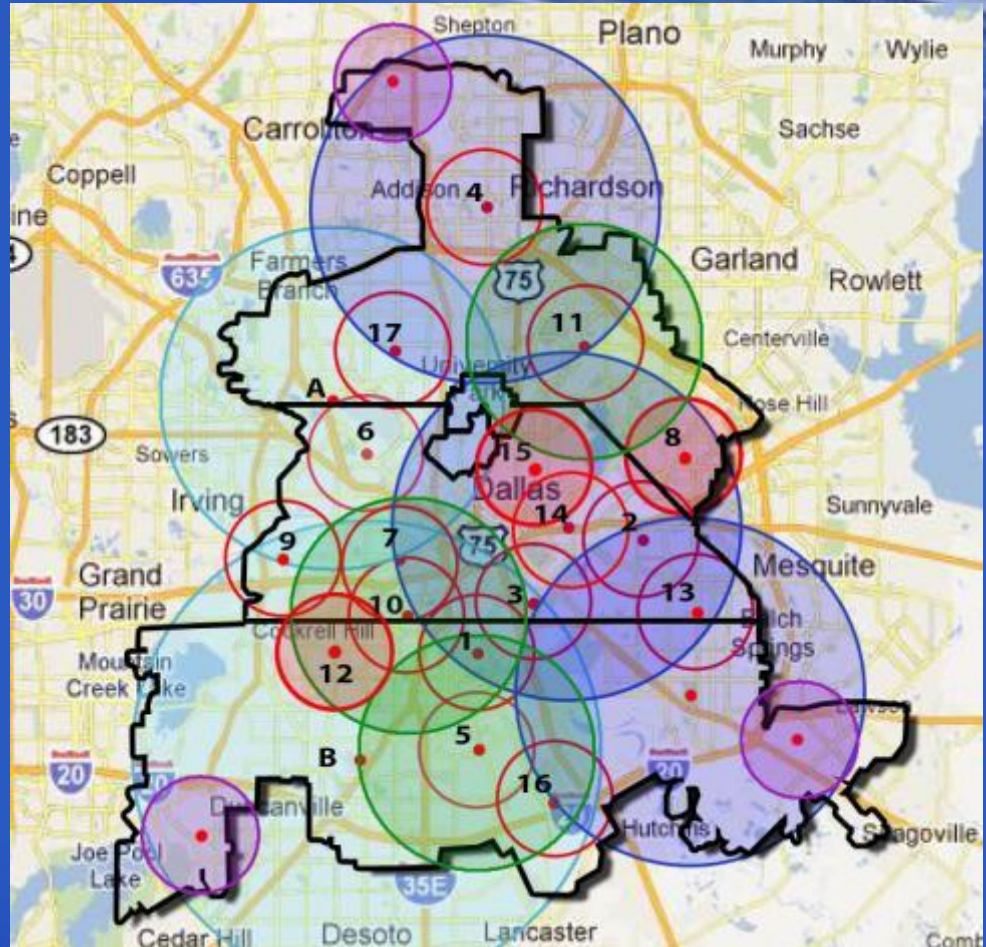 Shepton
Plano
Murphy
Wylie
Carrollton
Sachse
Coppell
Addison
4
Richardson
Garland
635
Farmers
Branch
75
Rowlett
17
11
Centerville
University
Park
A
Rose Hill
183
6
15
8
Sowers
Irving
Dallas
14
2
Sunnyvale
9
7
75
Grand
Prairie
30
Mesquite
10
3
13
Balch
Springs
Cockrell Hill
1
Mountain
Creek Lake
12
B
5
20
20
16
Duncanville
Hutchins
Seagoville
Joe Pool
Lake
35E
Cedar Hill
Desoto
Lancaster